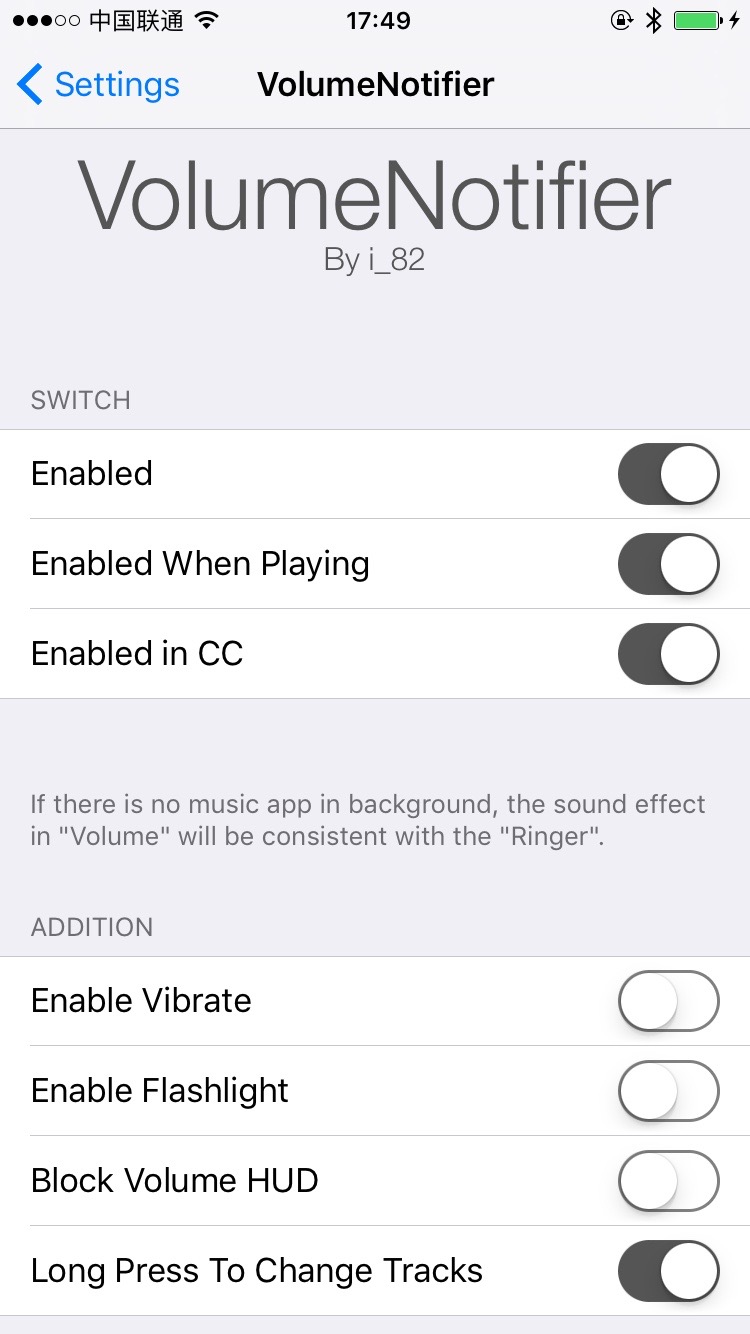 中国联通 17:49
Settings VolumeNotifier
VolumeNotifier
By i_82
SWITCH
Enabled
Enabled When Playing
Enabled in CC
If there is no music app in background, the sound effect
in "Volume" will be consistent with the "Ringer".
ADDITION
Enable Vibrate
Enable Flashlight
Block Volume HUD
Long Press To Change Tracks